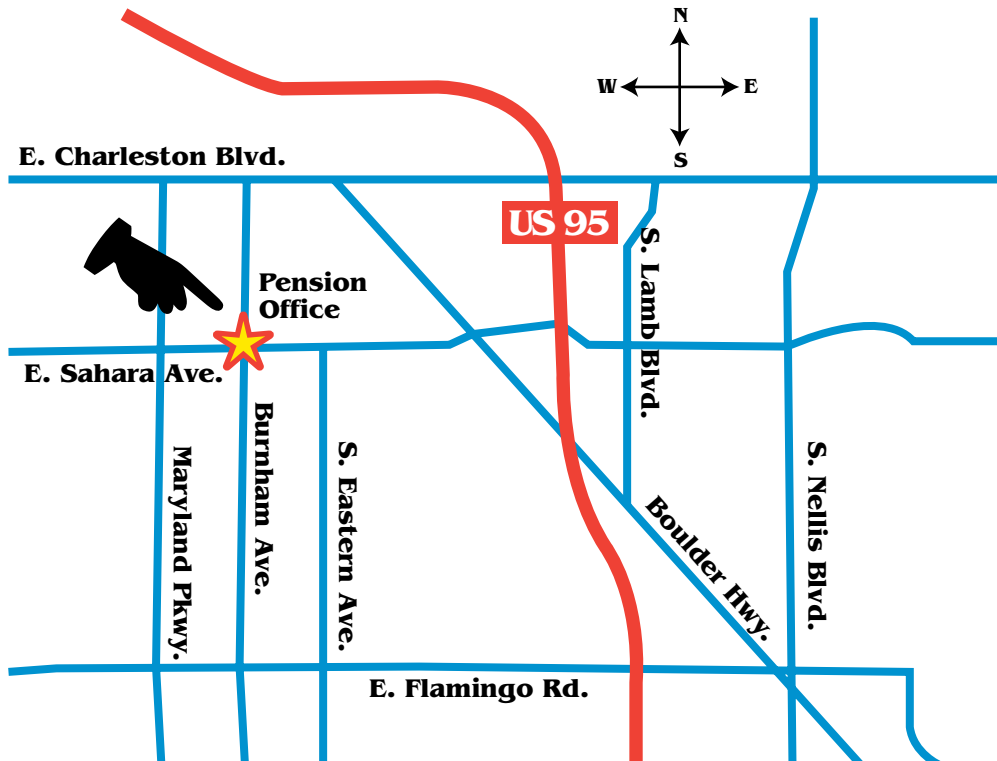 N
W
E
S
E. Charleston Blvd.
US 95
S. Lamb Blvd.
Pension
Office
E. Sahara Ave.
Burnham Ave.
Maryland Pkwy.
S. Eastern Ave.
S. Nellis Blvd.
Boulder Hwy.
E. Flamingo Rd.